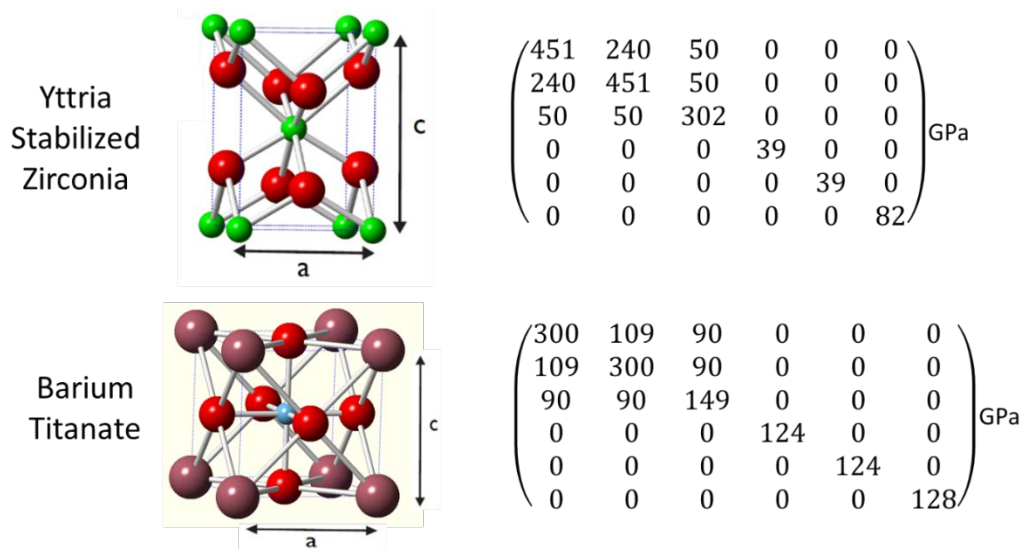 Yttria
Stabilized
Zirconia
c
a
451 240 50 0 0 0
240 451 50 0 0 0
50 50 302 0 0 0
0 0 0 39 0 0
0 0 0 0 39 0
0 0 0 0 0 82
GPa
Barium
Titanate
c
a
300 109 90 0 0 0
109 300 90 0 0 0
90 90 149 0 0 0
0 0 0 124 0 0
0 0 0 0 124 0
0 0 0 0 0 128
GPa